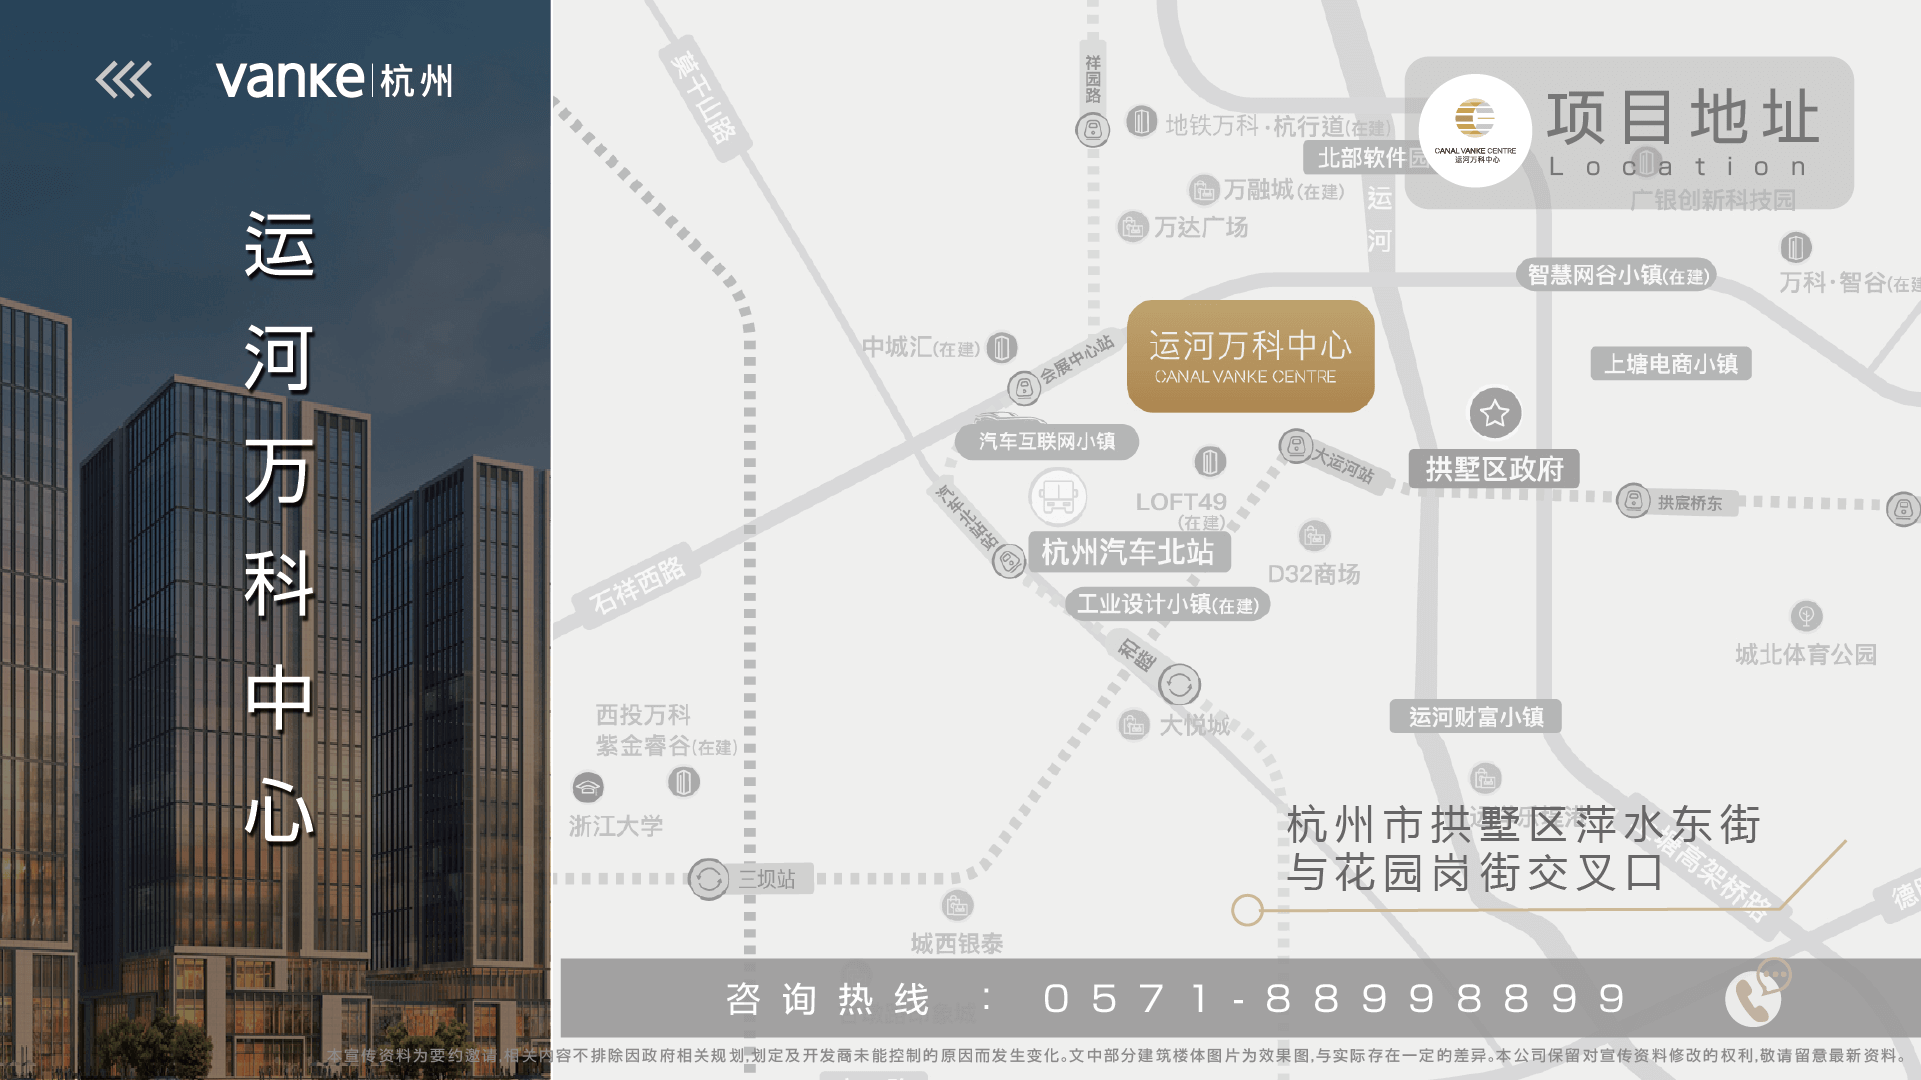 vanke 杭州
运河万科中心
莫干山路
祥园路
地铁万科·杭行道(在建)
北部软件园
CANAL VANKE CENTRE
运河万科中心
项目地址
Location
广银创新科技园
万融城(在建)
运河
万达广场
智慧网谷小镇(在建)
万科·智谷(在建
运河万科中心
CANAL VANKE CENTRE
中城汇(在建)
会展中心站
上塘电商小镇
汽车互联网小镇
大运河站
拱墅区政府
LOFT49
(在建)
汽车北站站
拱宸桥东
杭州汽车北站
D32商场
石祥西路
工业设计小镇(在建)
和睦
城北体育公园
西投万科
紫金睿谷(在建)
大悦城
运河财富小镇
浙江大学
杭州市拱墅区萍水东街
与花园岗街交叉口
塘高架桥路
三坝站
城西银泰
咨询热线 : 0571-88998899
本宣传资料为要约邀请,相关内容不排除因政府相关规划,划定及开发商未能控制的原因而发生变化。文中部分建筑楼体图片为效果图,与实际存在一定的差异。本公司保留对宣传资料修改的权利,敬请留意最新资料。